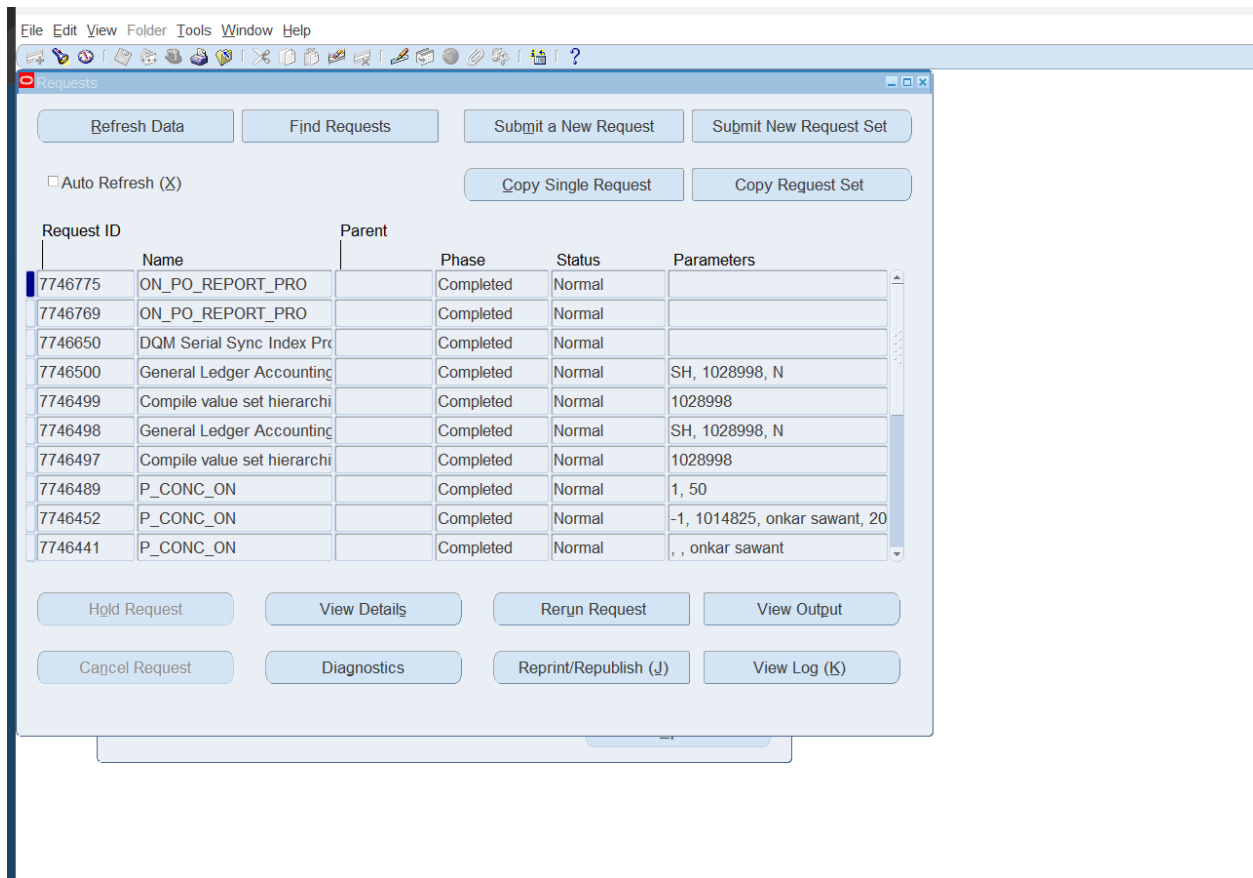 File Edit View Folder Tools Window Help
?
Requests
Refresh Data Find Requests Submit a New Request Submit New Request Set
Auto Refresh (X) Copy Single Request Copy Request Set
Request ID Parent
Name Phase Status Parameters
7746775 ON_PO_REPORT_PRO Completed Normal
7746769 ON_PO_REPORT_PRO Completed Normal
7746650 DQM Serial Sync Index Pro Completed Normal
7746500 General Ledger Accounting Completed Normal SH, 1028998, N
7746499 Compile value set hierarchi Completed Normal 1028998
7746498 General Ledger Accounting Completed Normal SH, 1028998, N
7746497 Compile value set hierarchi Completed Normal 1028998
7746489 P_CONC_ON Completed Normal 1, 50
7746452 P_CONC_ON Completed Normal -1, 1014825, onkar sawant, 20
7746441 P_CONC_ON Completed Normal , , onkar sawant
Hold Request View Details Rerun Request View Output
Cancel Request Diagnostics Reprint/Republish (J) View Log (K)